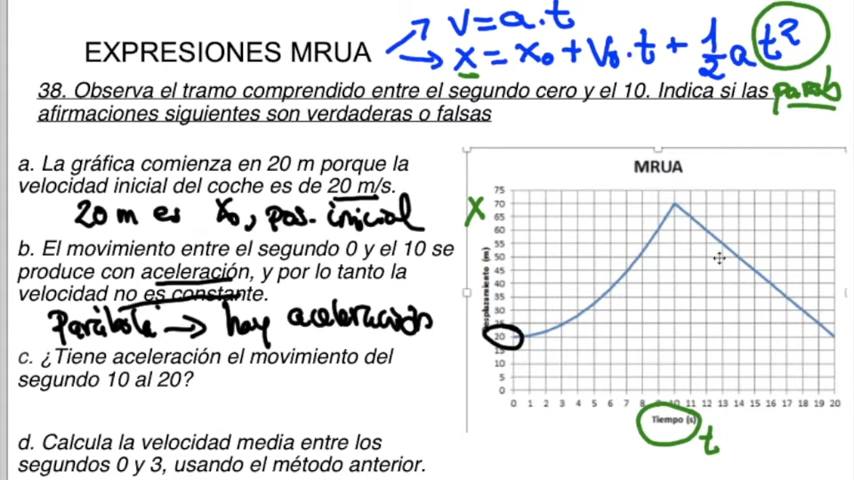 V = a.t
EXPRESIONES MRUA
x = x₀ + V₀.t + 1/2 a t²
38. Observa el tramo comprendido entre el segundo cero y el 10. Indica si las
parab
afirmaciones siguientes son verdaderas o falsas
a. La gráfica comienza en 20 m porque la
velocidad inicial del coche es de 20 m/s.
20 m es x₀, pos. inicial
b. El movimiento entre el segundo 0 y el 10 se
produce con aceleración, y por lo tanto la
velocidad no es constante.
Parábola → hay aceleración
c. ¿Tiene aceleración el movimiento del
segundo 10 al 20?
d. Calcula la velocidad media entre los
segundos 0 y 3, usando el método anterior.
MRUA
X
75
70
65
60
55
50
45
40
35
30
25
20
15
10
5
0
0 1 2 3 4 5 6 7 8 9 10 11 12 13 14 15 16 17 18 19 20
Tiempo (s)
t